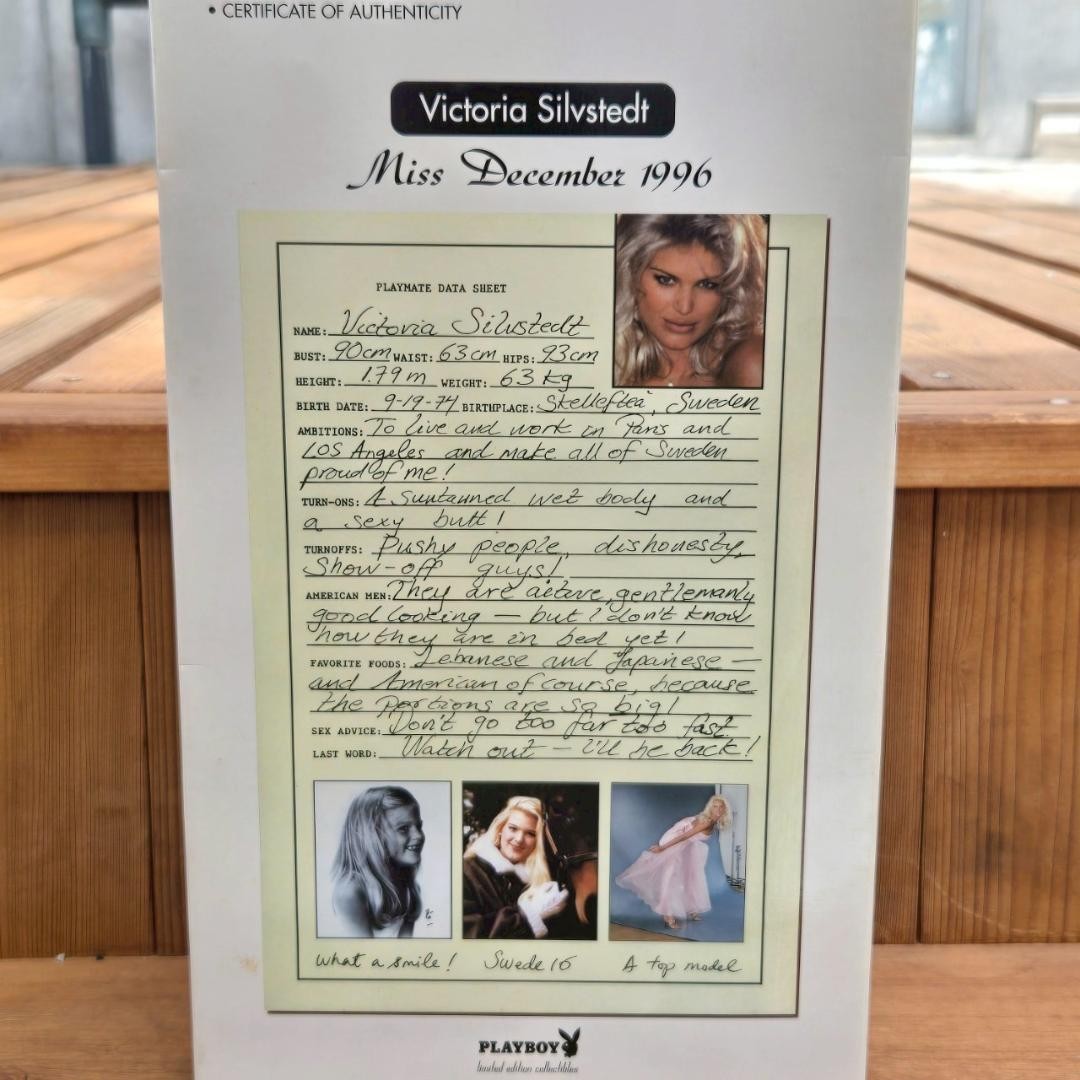 • CERTIFICATE OF AUTHENTICITY
Victoria Silvstedt
Miss December 1996
PLAYMATE DATA SHEET
NAME: Victoria Silvstedt
BUST: 90cm WAIST: 63cm HIPS: 93cm
HEIGHT: 1.79 m WEIGHT: 63 kg
BIRTH DATE: 9-19-74 BIRTHPLACE: Skelleftea, Sweden
AMBITIONS: To live and work in Paris and
Los Angeles and make all of Sweden
proud of me!
TURN-ONS: A suntanned wet body and
a sexy butt!
TURNOFFS: Pushy people, dishonesty,
Show-off guys!
AMERICAN MEN: They are active, gentlemanly
good looking — but I don't know
how they are in bed yet!
FAVORITE FOODS: Lebanese and Japanese —
and American of course, because
the portions are so big!
SEX ADVICE: Don't go too far too fast.
LAST WORD: Watch out — I'll be back!
What a smile! Swede 16 A top model
PLAYBOY
limited edition collectibles